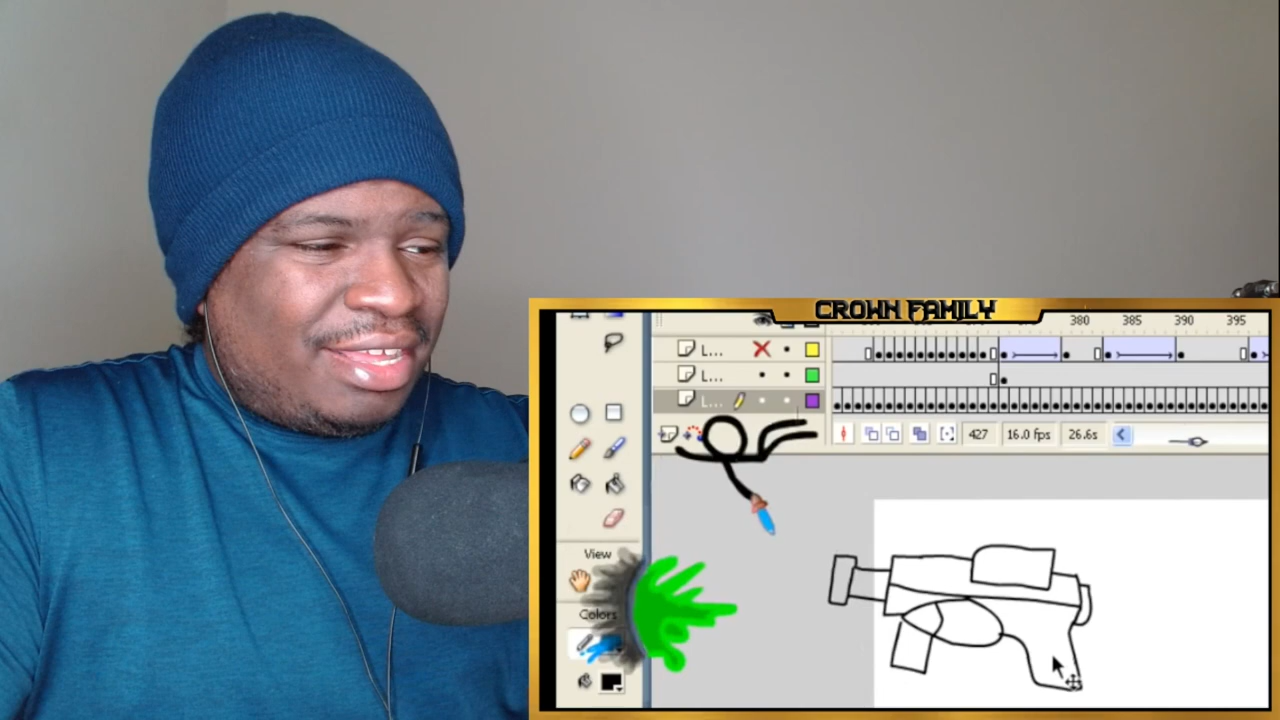 CROWN FAMILY
380 385 390 395
L...
L...
L...
427 16.0 fps 26.6s
View
Colors